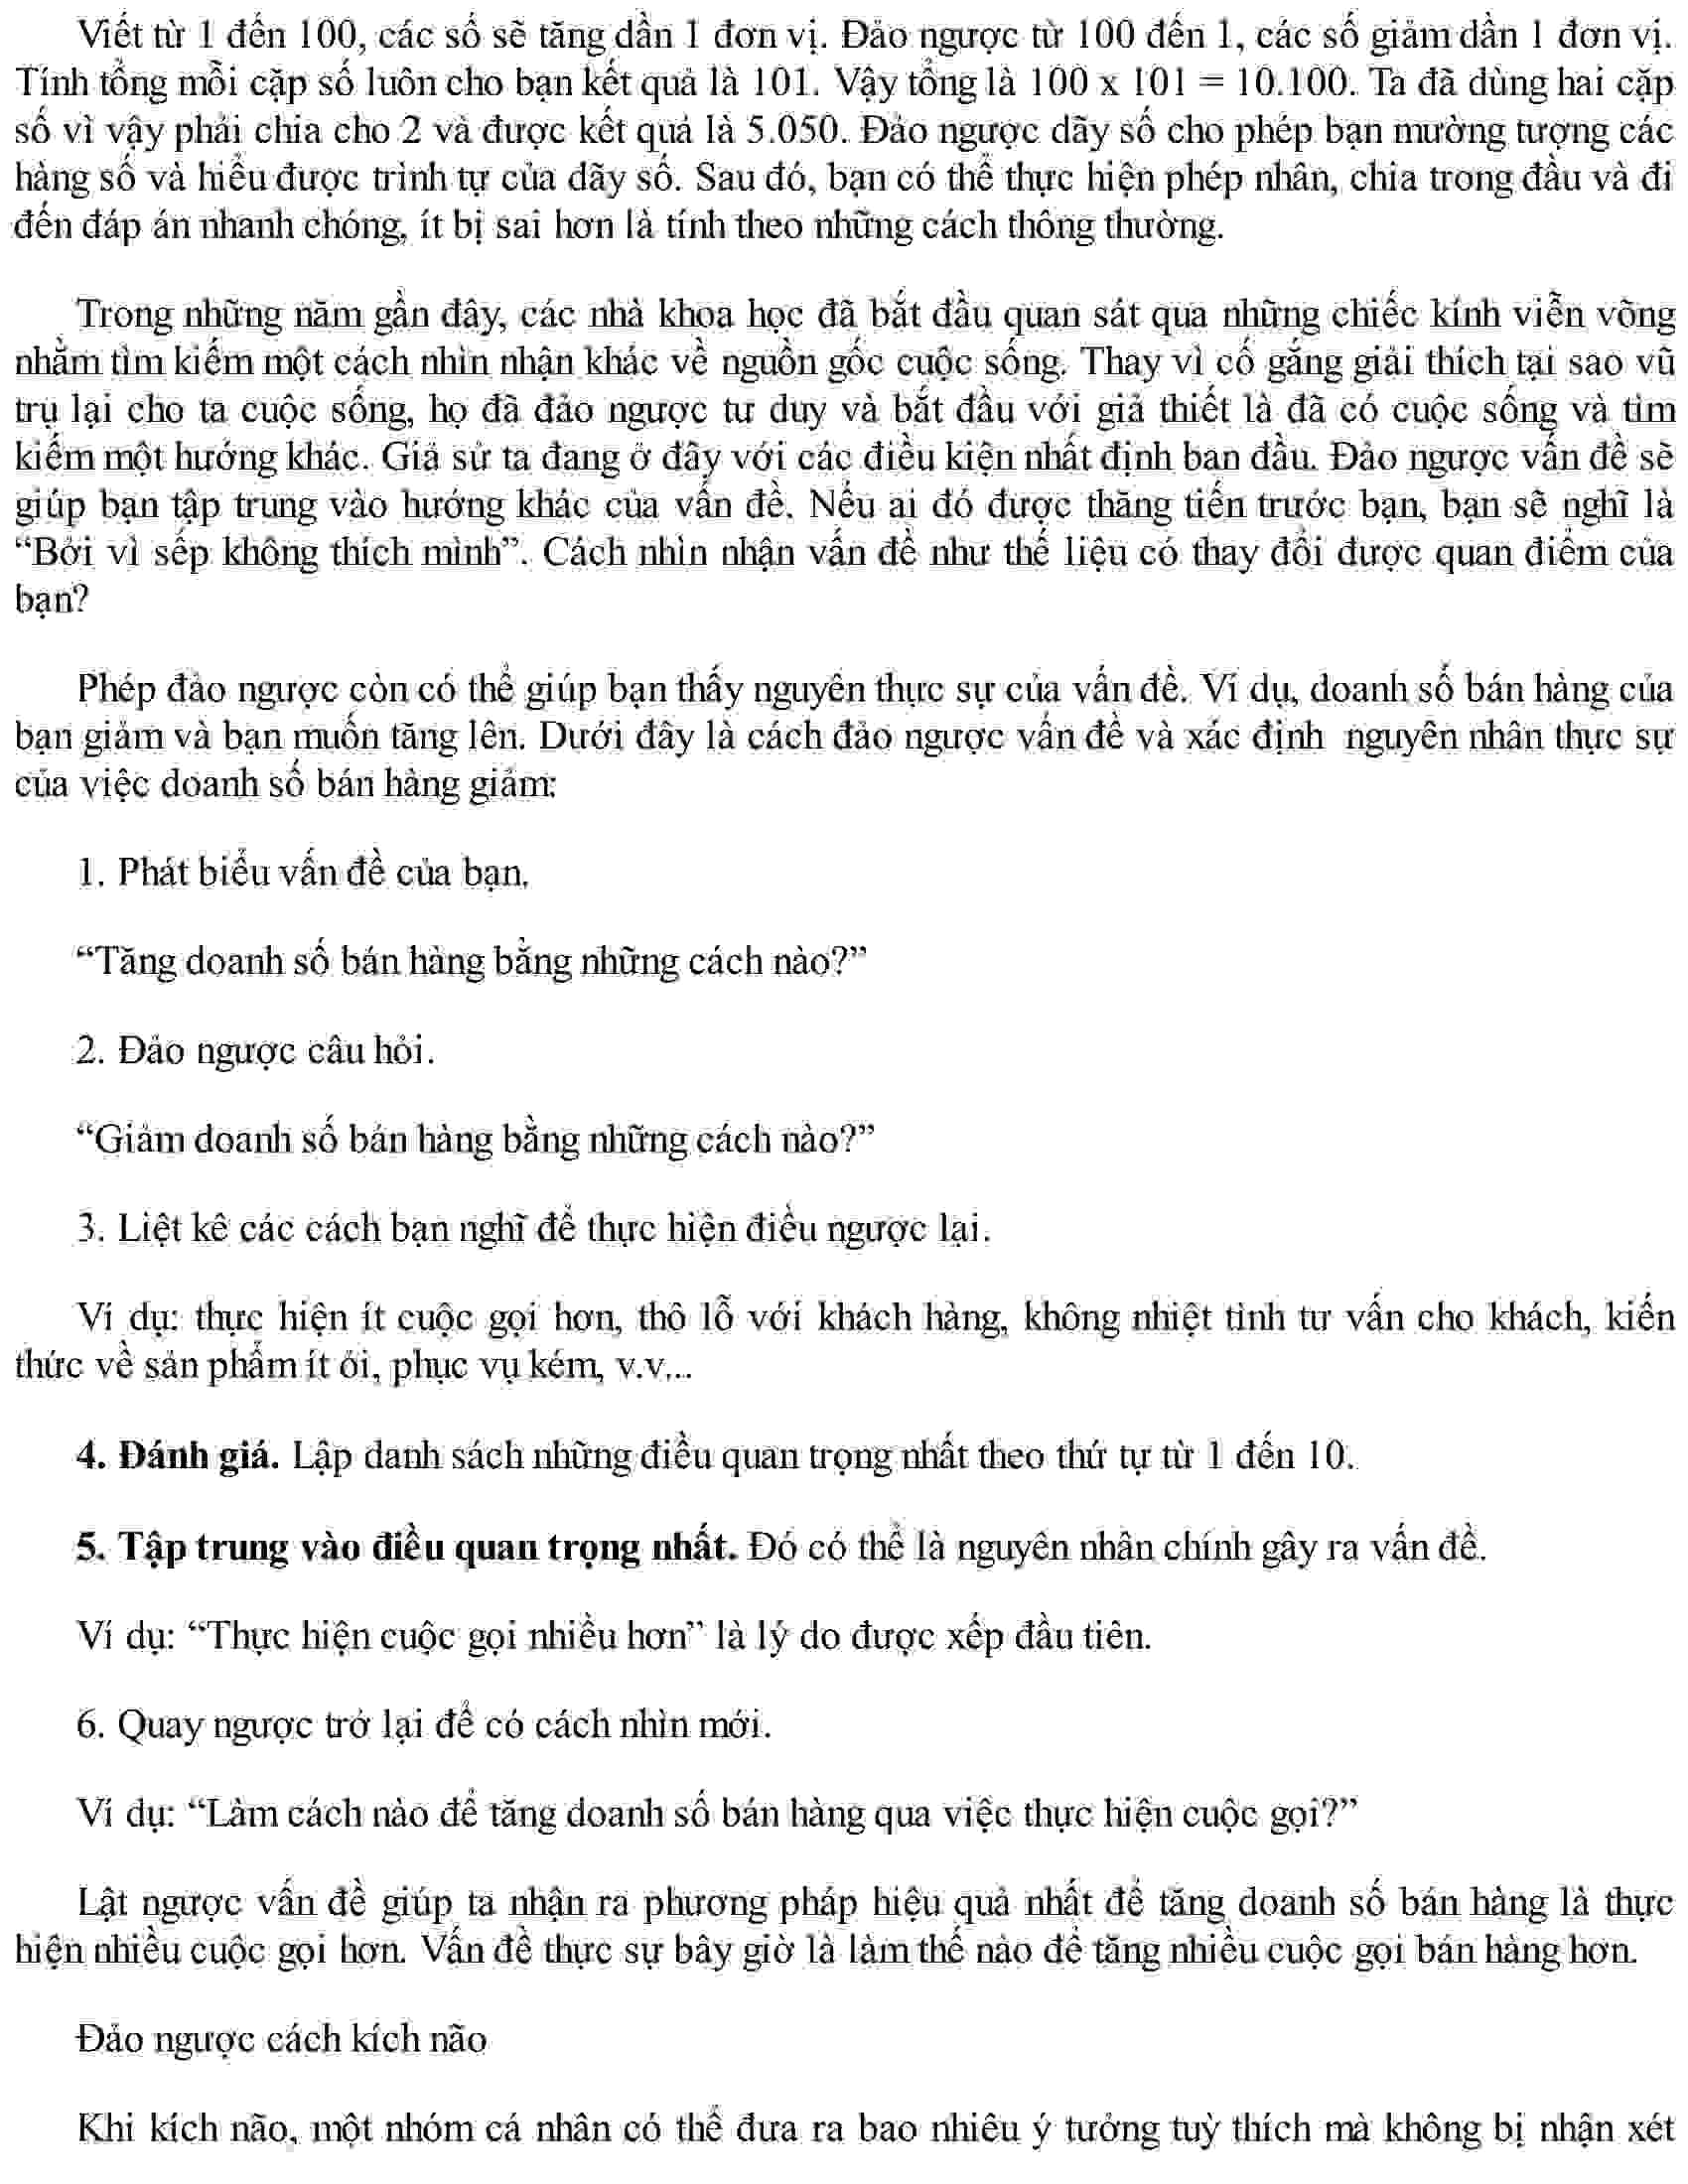 Viết từ 1 đến 100, các số sẽ tăng dần 1 đơn vị. Đảo ngược từ 100 đến 1, các số giảm dần 1 đơn vị.
Tính tổng mỗi cặp số luôn cho bạn kết quả là 101. Vậy tổng là 100 x 101 = 10.100. Ta đã dùng hai cặp
số vì vậy phải chia cho 2 và được kết quả là 5.050. Đảo ngược dãy số cho phép bạn mường tượng các
hàng số và hiểu được trình tự của dãy số. Sau đó, bạn có thể thực hiện phép nhân, chia trong đầu và đi
đến đáp án nhanh chóng, ít bị sai hơn là tính theo những cách thông thường.
Trong những năm gần đây, các nhà khoa học đã bắt đầu quan sát qua những chiếc kính viễn võng
nhằm tìm kiếm một cách nhìn nhận khác về nguồn gốc cuộc sống. Thay vì cố gắng giải thích tại sao vũ
trụ lại cho ta cuộc sống, họ đã đảo ngược tư duy và bắt đầu với giả thiết là đã có cuộc sống và tìm
kiếm một hướng khác. Giả sử ta đang ở đây với các điều kiện nhất định ban đầu. Đảo ngược vấn đề sẽ
giúp bạn tập trung vào hướng khác của vấn đề. Nếu ai đó được thăng tiến trước bạn, bạn sẽ nghĩ là
“Bởi vì sếp không thích mình”. Cách nhìn nhận vấn đề như thế liệu có thay đổi được quan điểm của
bạn?
Phép đảo ngược còn có thể giúp bạn thấy nguyên thực sự của vấn đề. Ví dụ, doanh số bán hàng của
bạn giảm và bạn muốn tăng lên. Dưới đây là cách đảo ngược vấn đề và xác định nguyên nhân thực sự
của việc doanh số bán hàng giảm:
1. Phát biểu vấn đề của bạn.
“Tăng doanh số bán hàng bằng những cách nào?”
2. Đảo ngược câu hỏi.
“Giảm doanh số bán hàng bằng những cách nào?”
3. Liệt kê các cách bạn nghĩ để thực hiện điều ngược lại.
Ví dụ: thực hiện ít cuộc gọi hơn, thô lỗ với khách hàng, không nhiệt tình tư vấn cho khách, kiến
thức về sản phẩm ít ỏi, phục vụ kém, v.v...
4. Đánh giá. Lập danh sách những điều quan trọng nhất theo thứ tự từ 1 đến 10.
5. Tập trung vào điều quan trọng nhất. Đó có thể là nguyên nhân chính gây ra vấn đề.
Ví dụ: “Thực hiện cuộc gọi nhiều hơn” là lý do được xếp đầu tiên.
6. Quay ngược trở lại để có cách nhìn mới.
Ví dụ: “Làm cách nào để tăng doanh số bán hàng qua việc thực hiện cuộc gọi?”
Lật ngược vấn đề giúp ta nhận ra phương pháp hiệu quả nhất để tăng doanh số bán hàng là thực
hiện nhiều cuộc gọi hơn. Vấn đề thực sự bây giờ là làm thế nào để tăng nhiều cuộc gọi bán hàng hơn.
Đảo ngược cách kích não
Khi kích não, một nhóm cá nhân có thể đưa ra bao nhiêu ý tưởng tuỳ thích mà không bị nhận xét